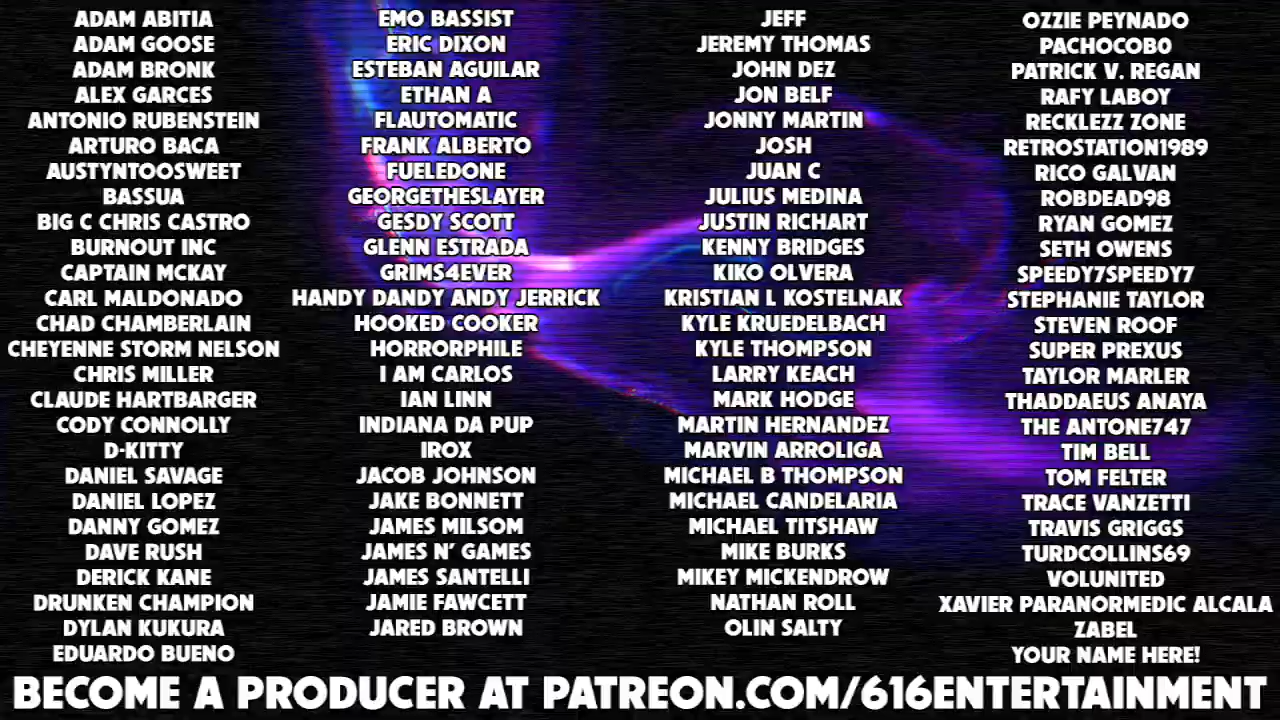 ADAM ABITIA
ADAM GOOSE
ADAM BRONK
ALEX GARCES
ANTONIO RUBENSTEIN
ARTURO BACA
AUSTYNTOOSWEET
BASSUA
BIG C CHRIS CASTRO
BURNOUT INC
CAPTAIN MCKAY
CARL MALDONADO
CHAD CHAMBERLAIN
CHEYENNE STORM NELSON
CHRIS MILLER
CLAUDE HARTBARGER
CODY CONNOLLY
D-KITTY
DANIEL SAVAGE
DANIEL LOPEZ
DANNY GOMEZ
DAVE RUSH
DERICK KANE
DRUNKEN CHAMPION
DYLAN KUKURA
EDUARDO BUENO
EMO BASSIST
ERIC DIXON
ESTEBAN AGUILAR
ETHAN A
FLAUTOMATIC
FRANK ALBERTO
FUELEDONE
GEORGETHESLAYER
GESDY SCOTT
GLENN ESTRADA
GRIMS4EVER
HANDY DANDY ANDY JERRICK
HOOKED COOKER
HORRORPHILE
I AM CARLOS
IAN LINN
INDIANA DA PUP
IROX
JACOB JOHNSON
JAKE BONNETT
JAMES MILSOM
JAMES N' GAMES
JAMES SANTELLI
JAMIE FAWCETT
JARED BROWN
JEFF
JEREMY THOMAS
JOHN DEZ
JON BELF
JONNY MARTIN
JOSH
JUAN C
JULIUS MEDINA
JUSTIN RICHART
KENNY BRIDGES
KIKO OLVERA
KRISTIAN L KOSTELNAK
KYLE KRUEDELBACH
KYLE THOMPSON
LARRY KEACH
MARK HODGE
MARTIN HERNANDEZ
MARVIN ARROLIGA
MICHAEL B THOMPSON
MICHAEL CANDELARIA
MICHAEL TITSHAW
MIKE BURKS
MIKEY MICKENDROW
NATHAN ROLL
OLIN SALTY
OZZIE PEYNADO
PACHOCOB0
PATRICK V. REGAN
RAFY LABOY
RECKLEZZ ZONE
RETROSTATION1989
RICO GALVAN
ROBDEAD98
RYAN GOMEZ
SETH OWENS
SPEEDY7SPEEDY7
STEPHANIE TAYLOR
STEVEN ROOF
SUPER PREXUS
TAYLOR MARLER
THADDAEUS ANAYA
THE ANTONE747
TIM BELL
TOM FELTER
TRACE VANZETTI
TRAVIS GRIGGS
TURDCOLLINS69
VOLUNITED
XAVIER PARANORMEDIC ALCALA
ZABEL
YOUR NAME HERE!
BECOME A PRODUCER AT PATREON.COM/616ENTERTAINMENT